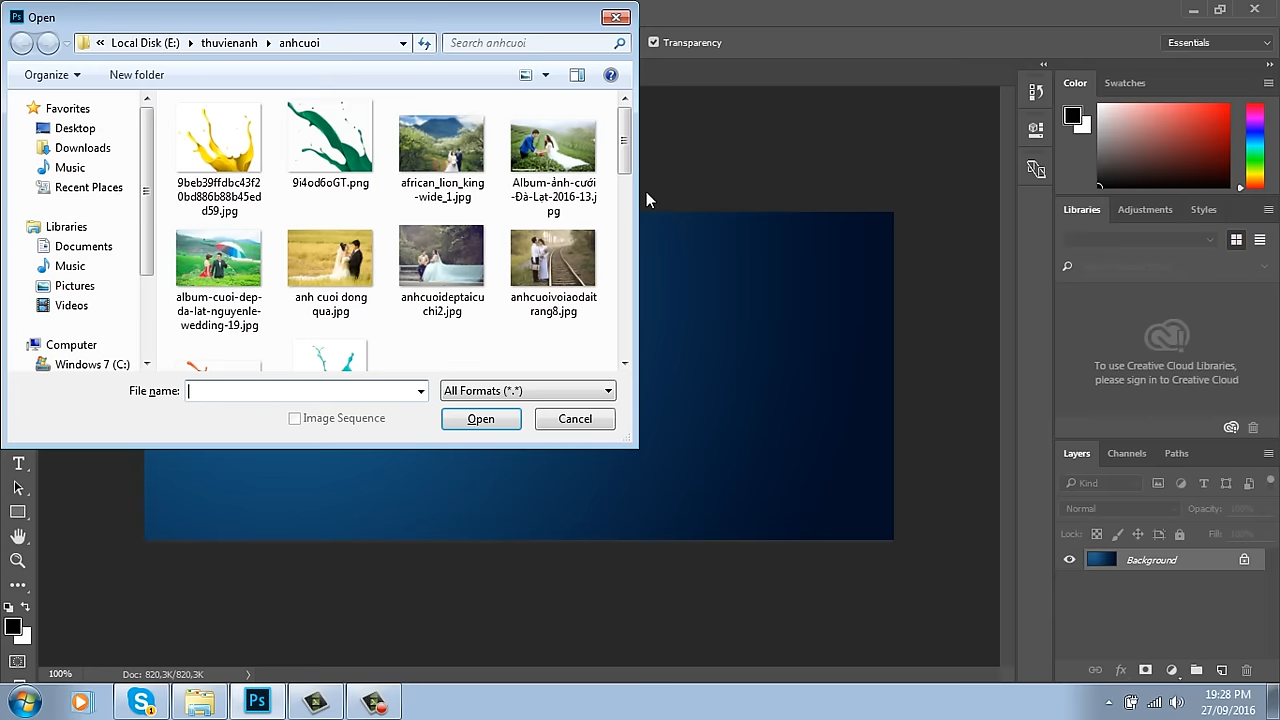 Ps Open
Local Disk (E:) thuvienanh anhcuoi
Search anhcuoi
Transparency
Essentials
Organize
New folder
Favorites
Desktop
Downloads
Music
Recent Places
Libraries
Documents
Music
Pictures
Videos
Computer
Windows 7 (C:)
9beb39ffdbc43f2
0bd886b88b45ed
d59.jpg
9i4od6oGT.png
african_lion_king
-wide_1.jpg
Album-ảnh-cưới
-Đà-Lạt-2016-13.j
pg
album-cuoi-dep-
da-lat-nguyenle-
wedding-19.jpg
anh cuoi dong
qua.jpg
anhcuoideptaicu
chi2.jpg
anhcuoivoiaodait
rang8.jpg
File name:
All Formats (*.*)
Image Sequence
Open
Cancel
Color
Swatches
Libraries
Adjustments
Styles
To use Creative Cloud Libraries,
please sign in to Creative Cloud
Layers
Channels
Paths
Kind
Normal
Opacity: 100%
Lock:
Fill: 100%
Background
100%
Doc: 820,3K/820,3K
Ps
19:28 PM
27/09/2016